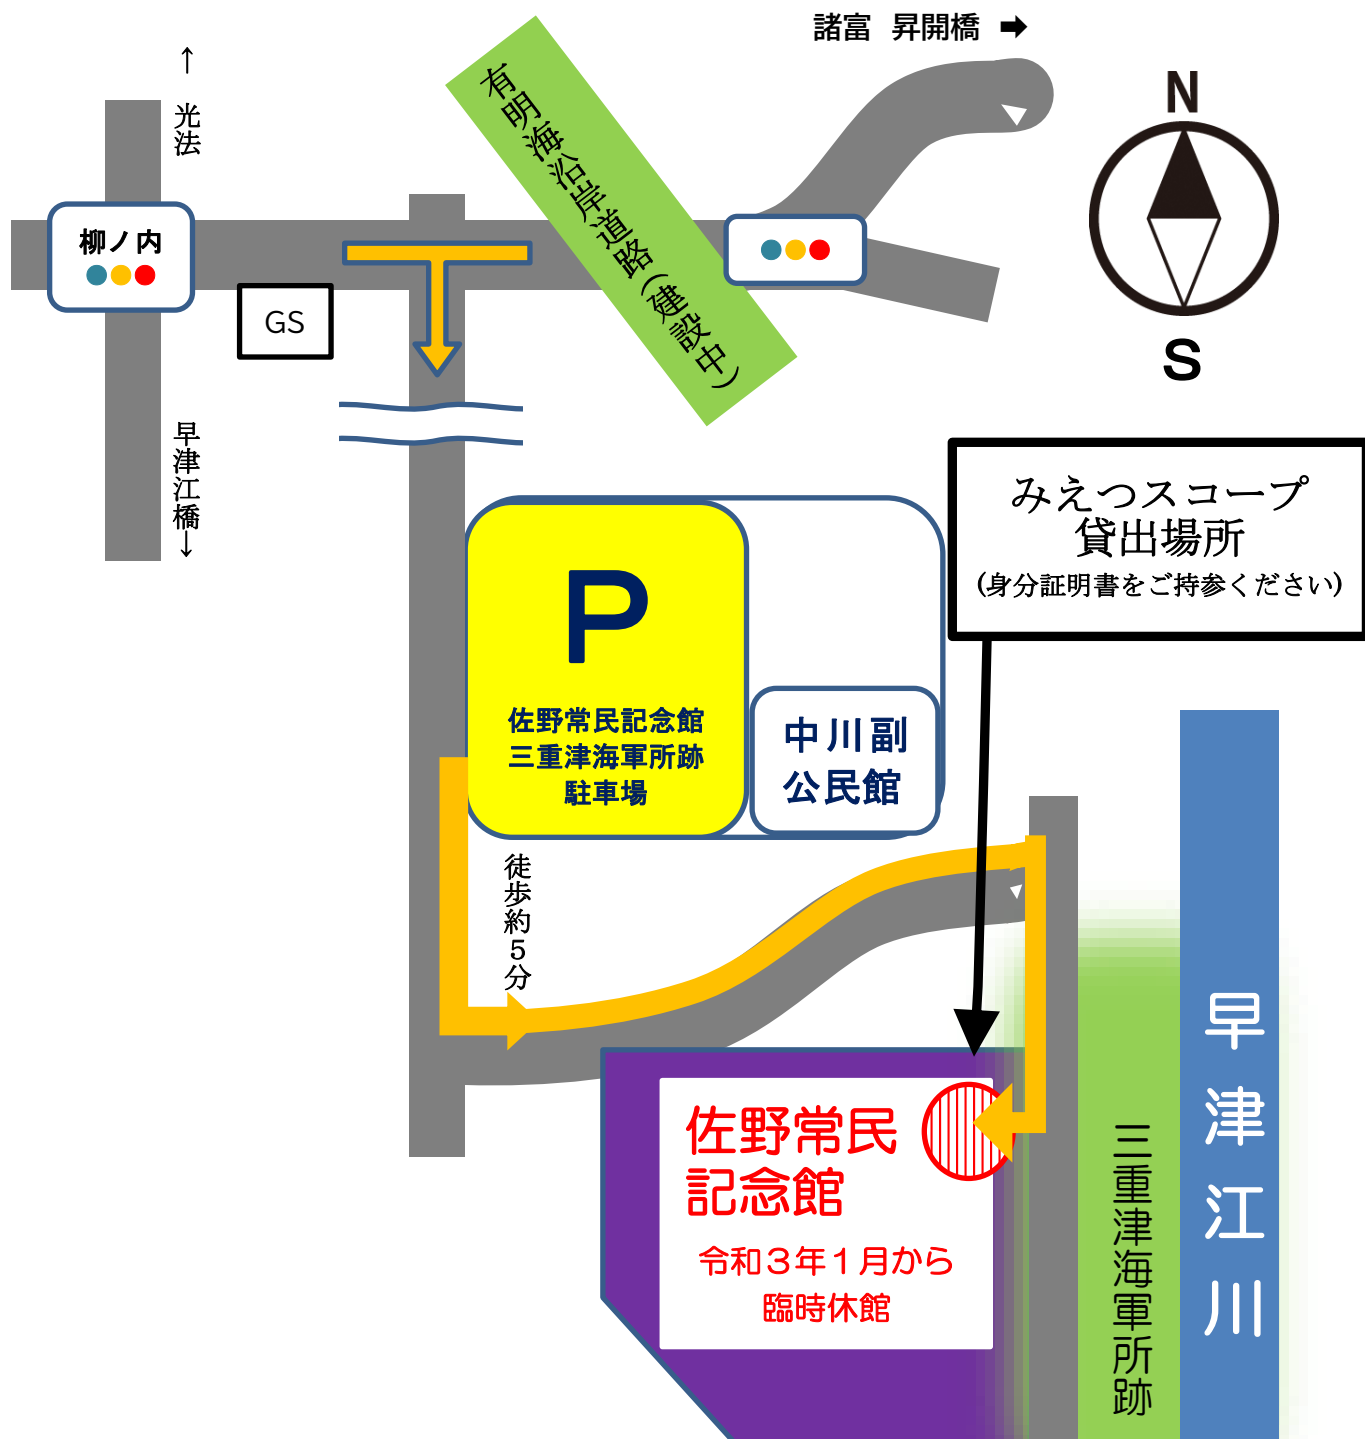 諸富 昇開橋 ➡
↑ 光法
有明海沿岸道路(建設中)
N
S
柳ノ内
GS
早津江橋↓
みえつスコープ
貸出場所
(身分証明書をご持参ください)
P
佐野常民記念館
三重津海軍所跡
駐車場
中川副
公民館
徒歩約5分
佐野常民
記念館
令和3年1月から
臨時休館
三重津海軍所跡
早津江川